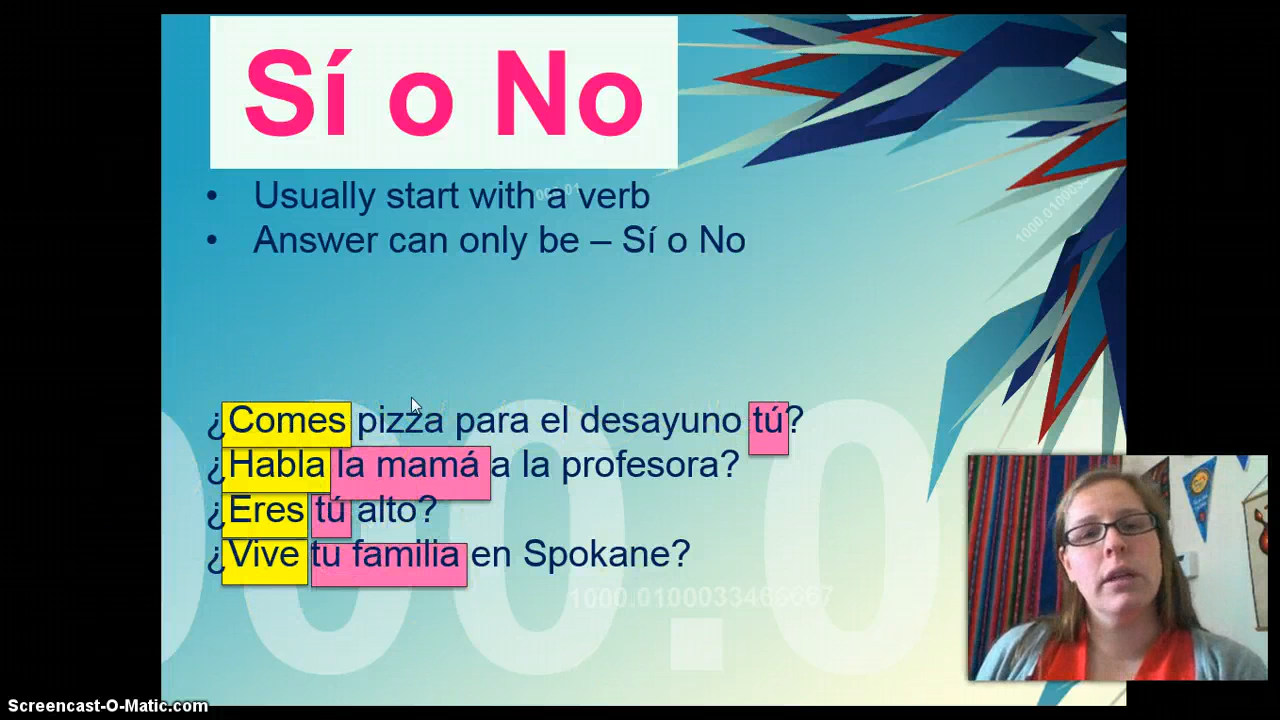 Sí o No
• Usually start with a verb
• Answer can only be – Sí o No
¿Comes pizza para el desayuno tú?
¿Habla la mamá a la profesora?
¿Eres tú alto?
¿Vive tu familia en Spokane?
Screencast-O-Matic.com